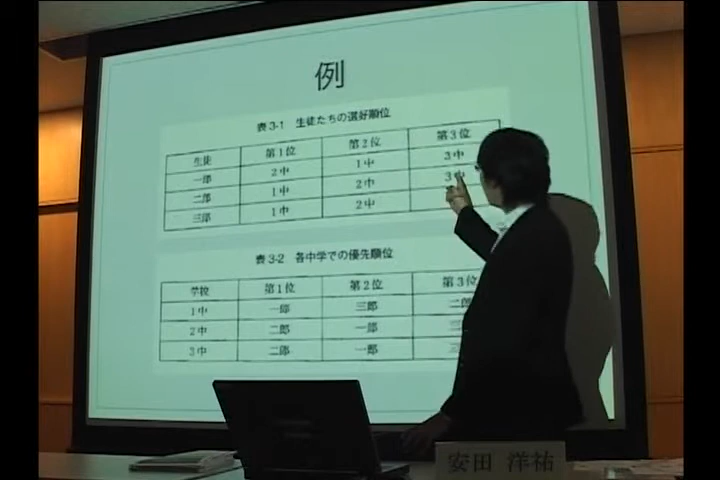 例
表3-1 生徒たちの選好順位
生徒 第1位 第2位 第3位
一郎 2中 1中 3中
二郎 1中 2中 3中
三郎 1中 2中
表3-2 各中学での優先順位
学校 第1位 第2位 第3位
1中 一郎 三郎 二郎
2中 二郎 一郎
3中 二郎 一郎
安田 洋祐